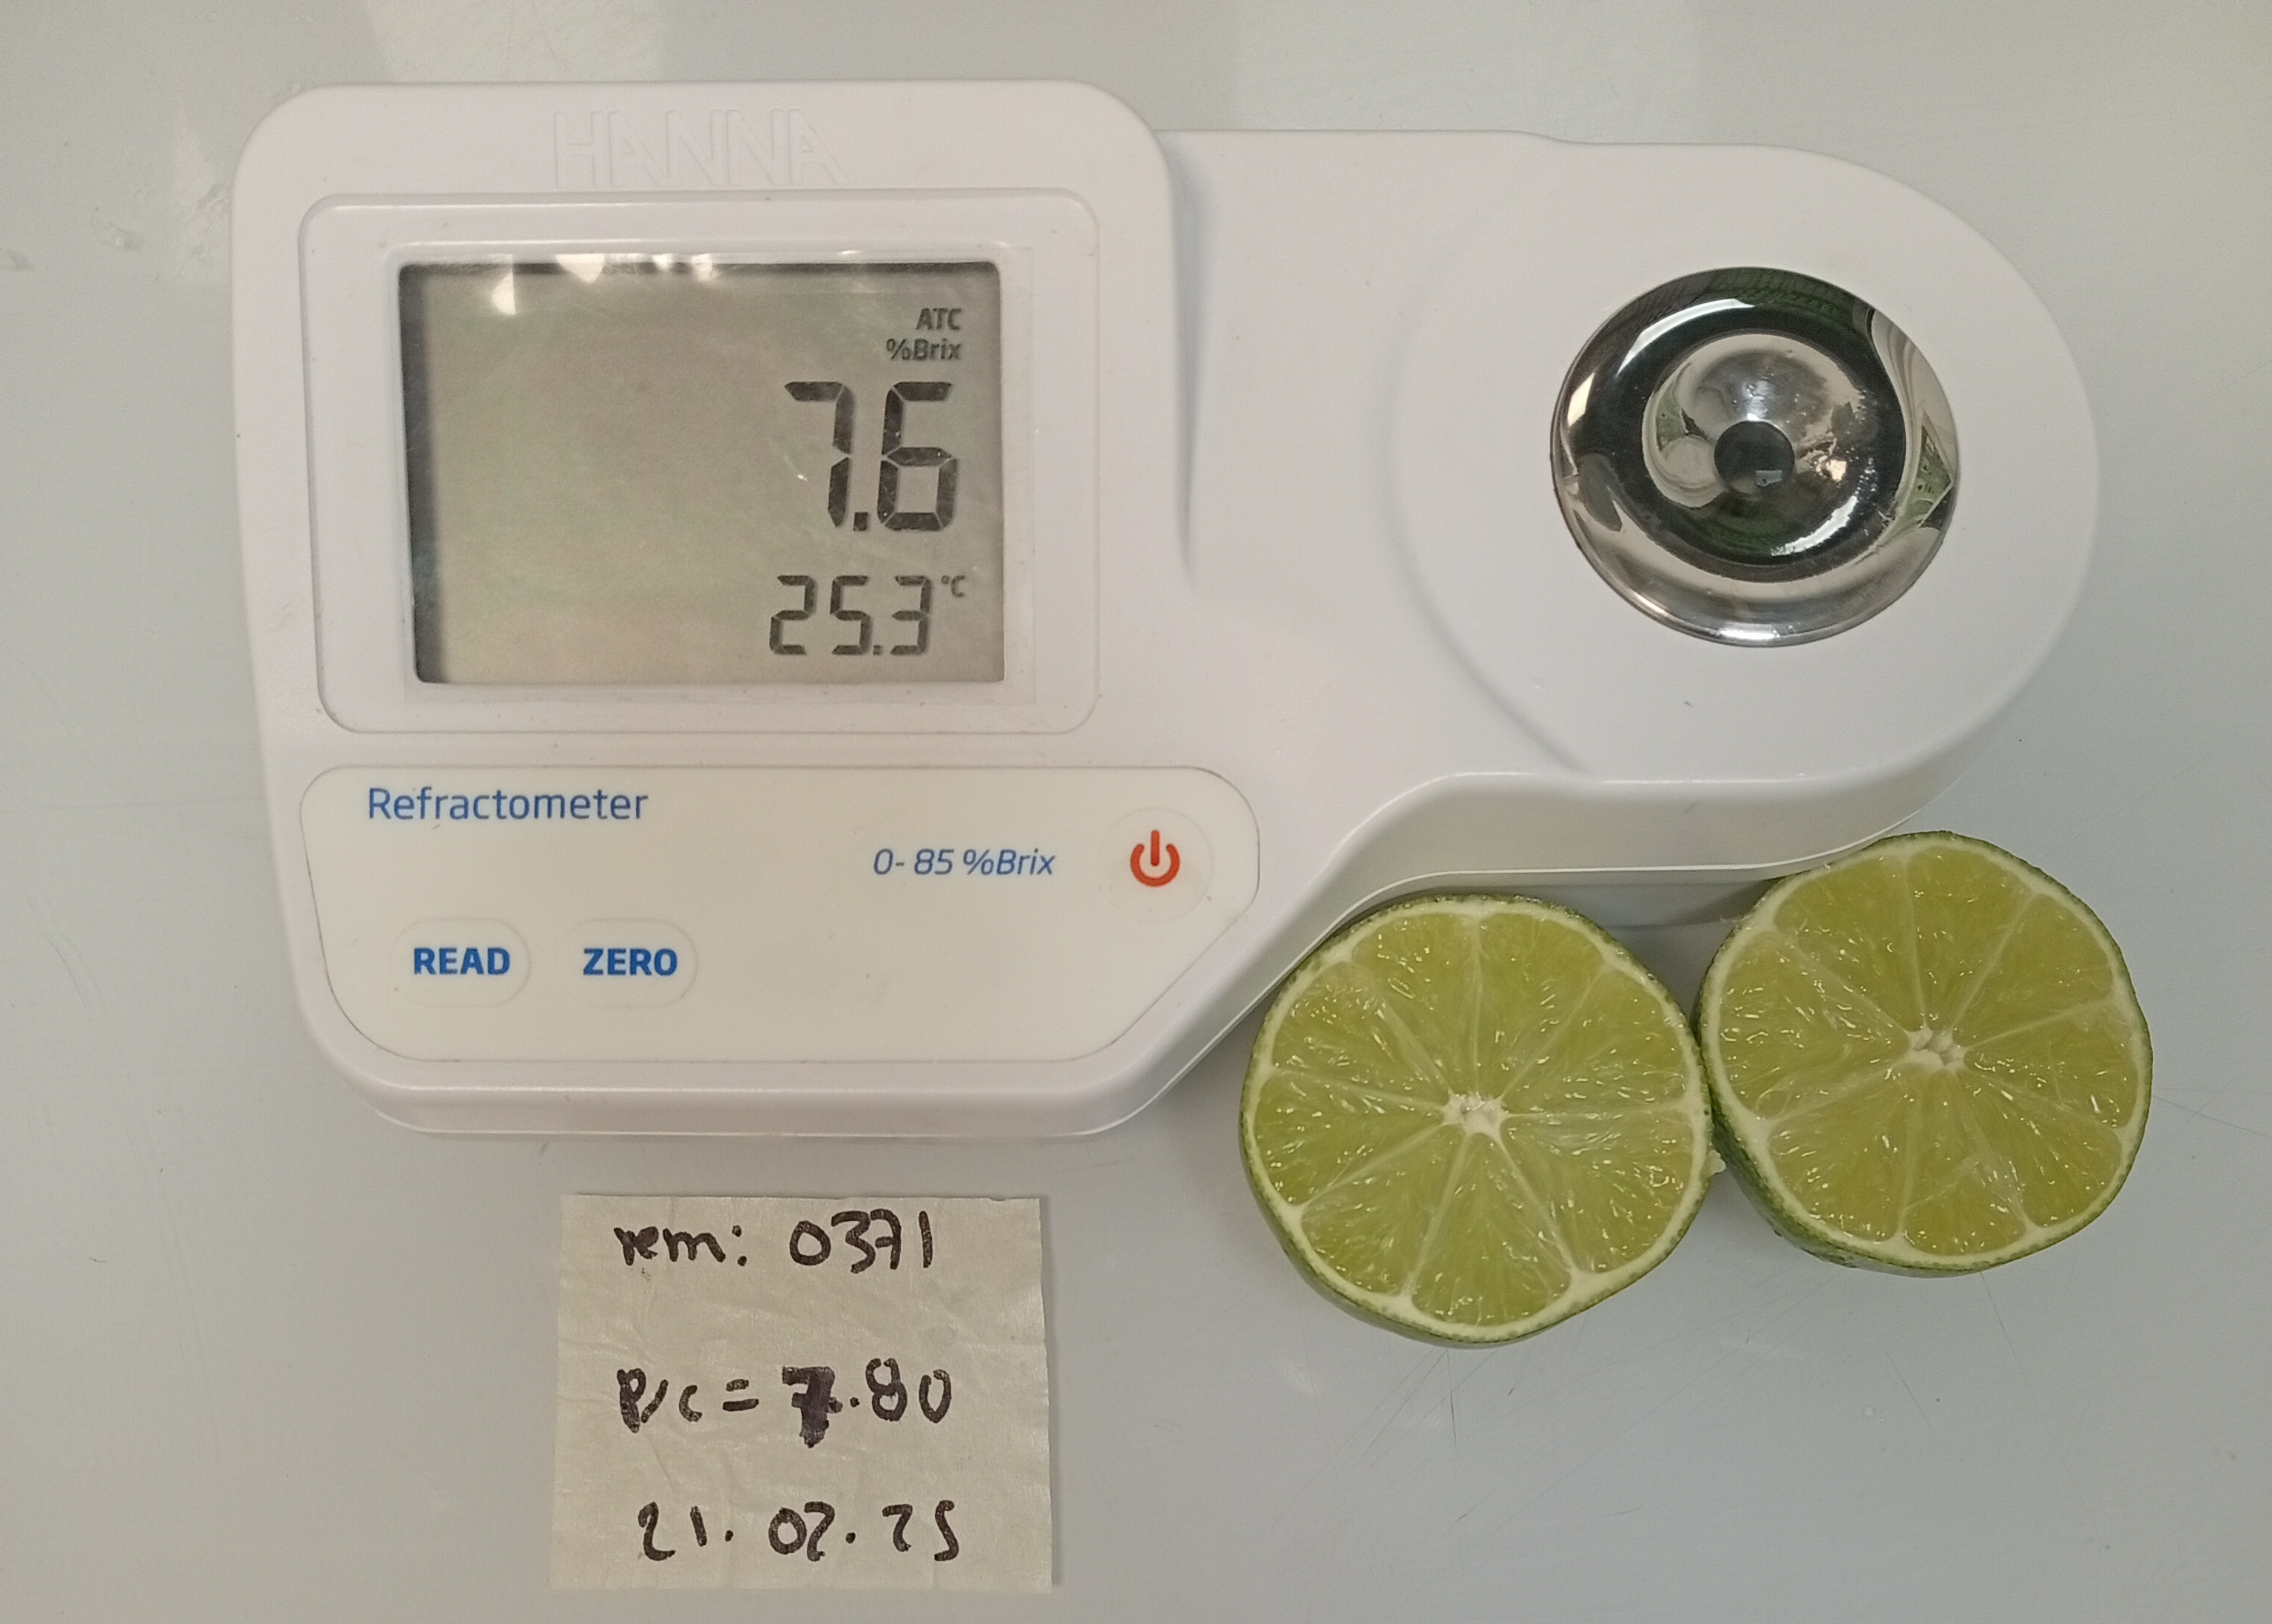 HANNA
ATC
%Brix
7.6
25.3 °C
Refractometer
0-85 %Brix
READ
ZERO
rem: 0371
P/C = 7.80
21.02.25